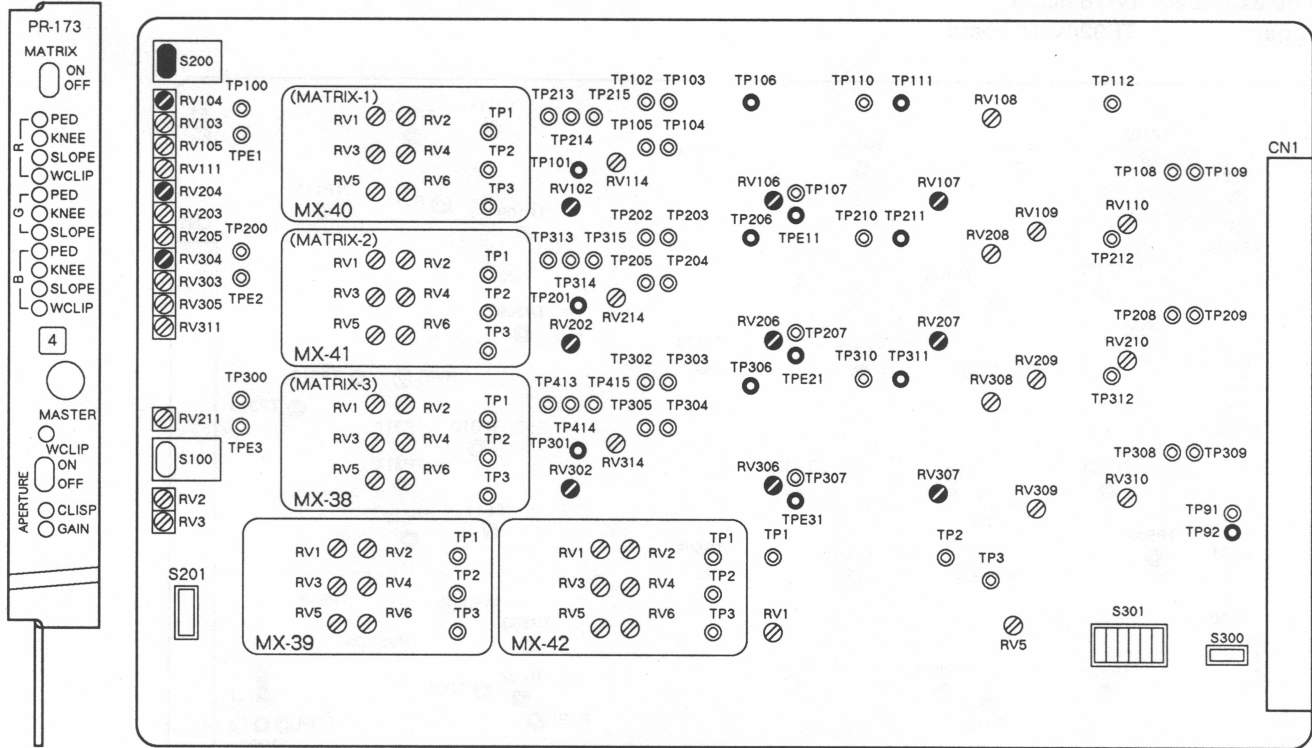 PR-173
MATRIX
ON
OFF
R
PED
KNEE
SLOPE
WCLIP
G
PED
KNEE
SLOPE
B
PED
KNEE
SLOPE
WCLIP
4
MASTER
WCLIP
ON
OFF
APERTURE
CLISP
GAIN
S200
RV104
RV103
RV105
RV111
RV204
RV203
RV205
RV304
RV303
RV305
RV311
RV211
S100
RV2
RV3
S201
TP100
TPE1
TP200
TPE2
TP300
TPE3
(MATRIX-1)
RV1 RV2 TP1
RV3 RV4 TP2
RV5 RV6 TP3
MX-40
(MATRIX-2)
RV1 RV2 TP1
RV3 RV4 TP2
RV5 RV6 TP3
MX-41
(MATRIX-3)
RV1 RV2 TP1
RV3 RV4 TP2
RV5 RV6 TP3
MX-38
RV1 RV2 TP1
RV3 RV4 TP2
RV5 RV6 TP3
MX-39
RV1 RV2 TP1
RV3 RV4 TP2
RV5 RV6 TP3
MX-42
TP102 TP103 TP106 TP110 TP111 TP112
TP213 TP215 RV108
TP105 TP104
TP214
TP101
RV114
RV102
CN1
TP108 TP109
RV106 TP107 RV107
TP202 TP203 TP206 TPE11 TP210 TP211 RV109 RV110
RV208
TP212
TP313 TP315
TP205 TP204
TP314
TP201
RV214
RV202
TP208 TP209
RV206 TP207 RV207
TP302 TP303 TP306 TPE21 TP310 TP311 RV209 RV210
RV308
TP312
TP413 TP415
TP305 TP304
TP414
TP301
RV314
RV302
TP308 TP309
RV306 TP307 RV307
TPE31 RV309 RV310
TP91
TP92
TP1 TP2 TP3
RV1 RV5
S301
S300